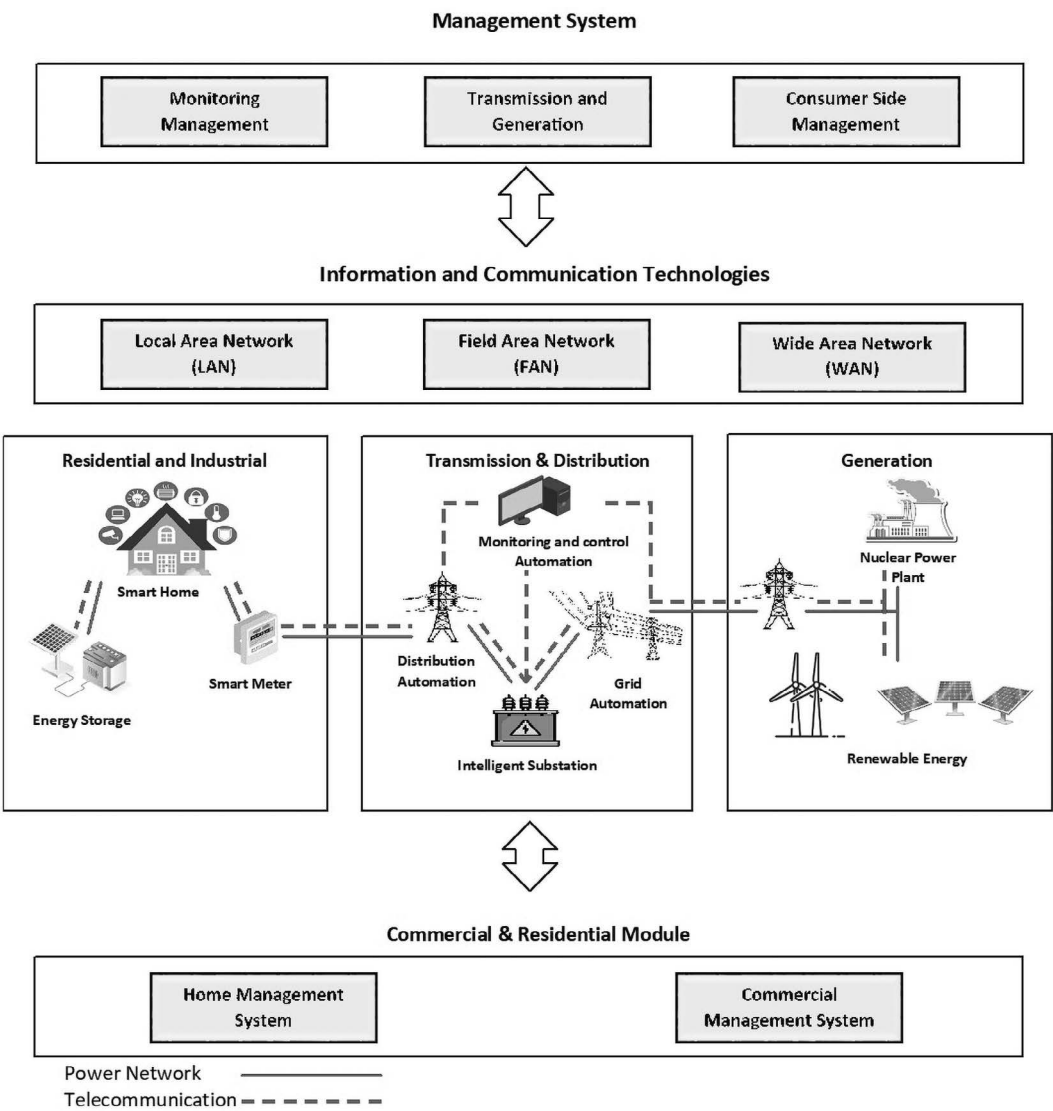 Management System
Monitoring
Management
Transmission and
Generation
Consumer Side
Management
Information and Communication Technologies
Local Area Network
(LAN)
Field Area Network
(FAN)
Wide Area Network
(WAN)
Residential and Industrial
Smart Home
Smart Meter
Energy Storage
Transmission & Distribution
Monitoring and control
Automation
Distribution
Automation
Grid
Automation
Intelligent Substation
Generation
Nuclear Power
Plant
Renewable Energy
Commercial & Residential Module
Home Management
System
Commercial
Management System
Power Network
Telecommunication